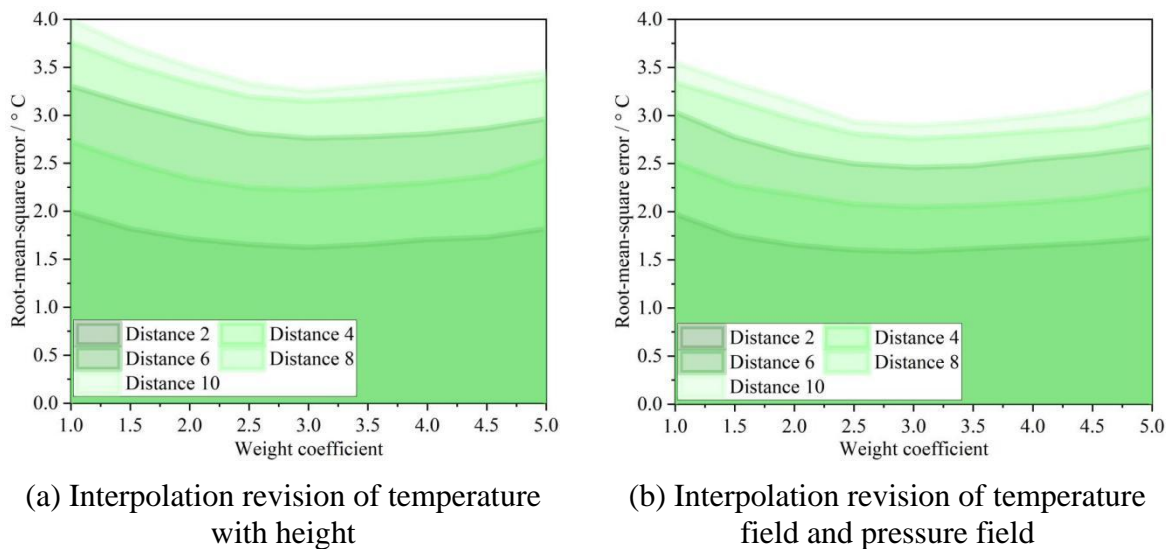 4.0
3.5
3.0
2.5
2.0
1.5
1.0
0.5
0.0
Root-mean-square error / ° C
Distance 2
Distance 4
Distance 6
Distance 8
Distance 10
1.0 1.5 2.0 2.5 3.0 3.5 4.0 4.5 5.0
Weight coefficient
(a) Interpolation revision of temperature
with height
4.0
3.5
3.0
2.5
2.0
1.5
1.0
0.5
0.0
Root-mean-square error / ° C
Distance 2
Distance 4
Distance 6
Distance 8
Distance 10
1.0 1.5 2.0 2.5 3.0 3.5 4.0 4.5 5.0
Weight coefficient
(b) Interpolation revision of temperature
field and pressure field